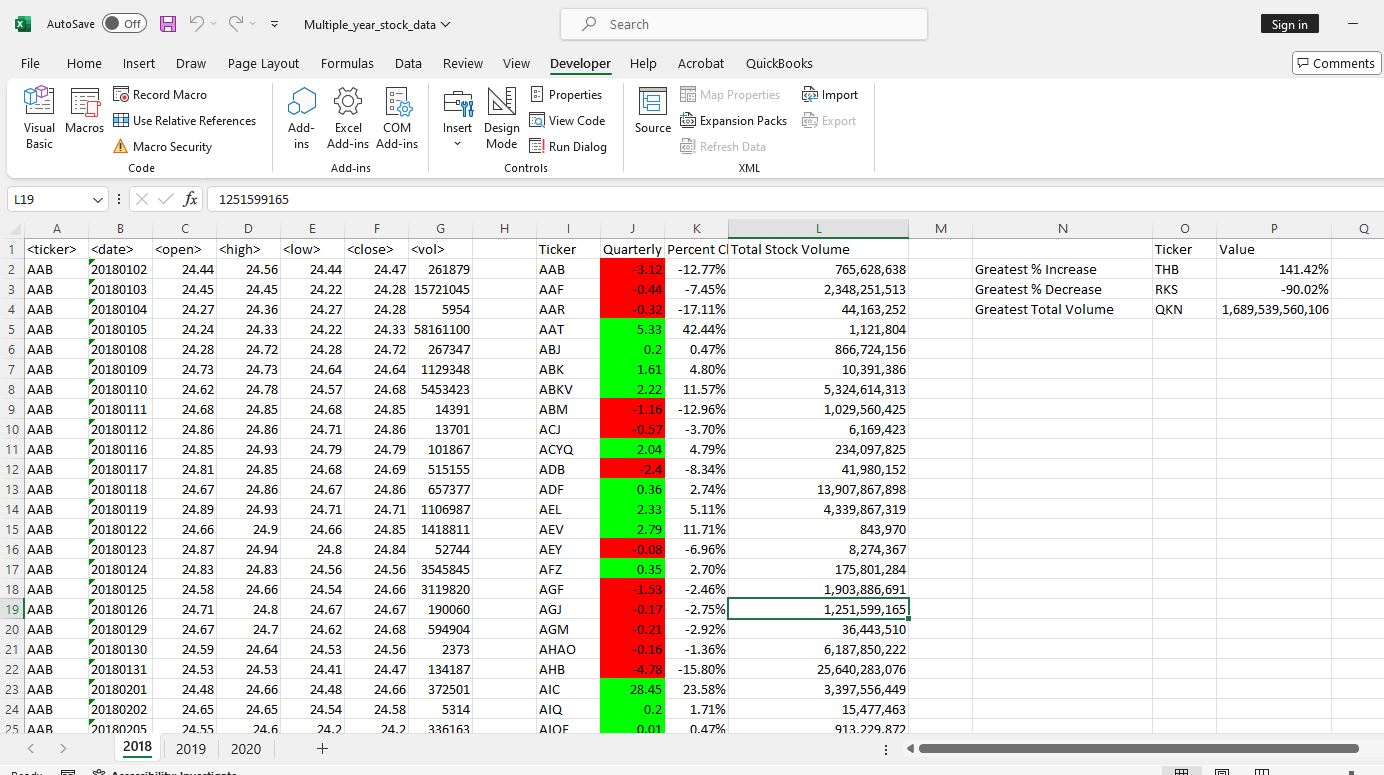 AutoSave Off Multiple_year_stock_data Search Sign in
File Home Insert Draw Page Layout Formulas Data Review View Developer Help Acrobat QuickBooks Comments
Visual Basic Macros Record Macro Use Relative References Macro Security
Add-ins Excel Add-ins COM Add-ins
Insert Design Mode Properties View Code Run Dialog
Source Map Properties Expansion Packs Refresh Data Import Export
Code Add-ins Controls XML
L19 fx 1251599165
A B C D E F G H I J K L M N O P Q
1 <ticker> <date> <open> <high> <low> <close> <vol> Ticker Quarterly Percent Cl Total Stock Volume Ticker Value
2 AAB 20180102 24.44 24.56 24.44 24.47 261879 AAB -3.12 -12.77% 765,628,638 Greatest % Increase THB 141.42%
3 AAB 20180103 24.45 24.45 24.22 24.28 15721045 AAF -0.44 -7.45% 2,348,251,513 Greatest % Decrease RKS -90.02%
4 AAB 20180104 24.27 24.36 24.27 24.28 5954 AAR -0.32 -17.11% 44,163,252 Greatest Total Volume QKN 1,689,539,560,106
5 AAB 20180105 24.24 24.33 24.22 24.33 58161100 AAT 5.33 42.44% 1,121,804
6 AAB 20180108 24.28 24.72 24.28 24.72 267347 ABJ 0.2 0.47% 866,724,156
7 AAB 20180109 24.73 24.73 24.64 24.64 1129348 ABK 1.61 4.80% 10,391,386
8 AAB 20180110 24.62 24.78 24.57 24.68 5453423 ABKV 2.22 11.57% 5,324,614,313
9 AAB 20180111 24.68 24.85 24.68 24.85 14391 ABM -1.16 -12.96% 1,029,560,425
10 AAB 20180112 24.86 24.86 24.71 24.86 13701 ACJ -0.57 -3.70% 6,169,423
11 AAB 20180116 24.85 24.93 24.79 24.79 101867 ACYQ 2.04 4.79% 234,097,825
12 AAB 20180117 24.81 24.85 24.68 24.69 515155 ADB -2.4 -8.34% 41,980,152
13 AAB 20180118 24.67 24.86 24.67 24.86 657377 ADF 0.36 2.74% 13,907,867,898
14 AAB 20180119 24.89 24.93 24.71 24.71 1106987 AEL 2.33 5.11% 4,339,867,319
15 AAB 20180122 24.66 24.9 24.66 24.85 1418811 AEV 2.79 11.71% 843,970
16 AAB 20180123 24.87 24.94 24.8 24.84 52744 AEY -0.08 -6.96% 8,274,367
17 AAB 20180124 24.83 24.83 24.56 24.56 3545845 AFZ 0.35 2.70% 175,801,284
18 AAB 20180125 24.58 24.66 24.54 24.66 3119820 AGF -1.53 -2.46% 1,903,886,691
19 AAB 20180126 24.71 24.8 24.67 24.67 190060 AGJ -0.17 -2.75% 1,251,599,165
20 AAB 20180129 24.67 24.7 24.62 24.68 594904 AGM -0.21 -2.92% 36,443,510
21 AAB 20180130 24.59 24.64 24.53 24.56 2373 AHAO -0.16 -1.36% 6,187,850,222
22 AAB 20180131 24.53 24.53 24.41 24.47 134187 AHB -4.78 -15.80% 25,640,283,076
23 AAB 20180201 24.48 24.66 24.48 24.66 372501 AIC 28.45 23.58% 3,397,556,449
24 AAB 20180202 24.65 24.65 24.54 24.58 5314 AIQ 0.2 1.71% 15,477,463
25 AAB 20180205 24.55 24.6 24.2 24.2 336163 AIOF 0.01 0.47% 913,229,872
2018 2019 2020
Ready Accessibility: Investigate